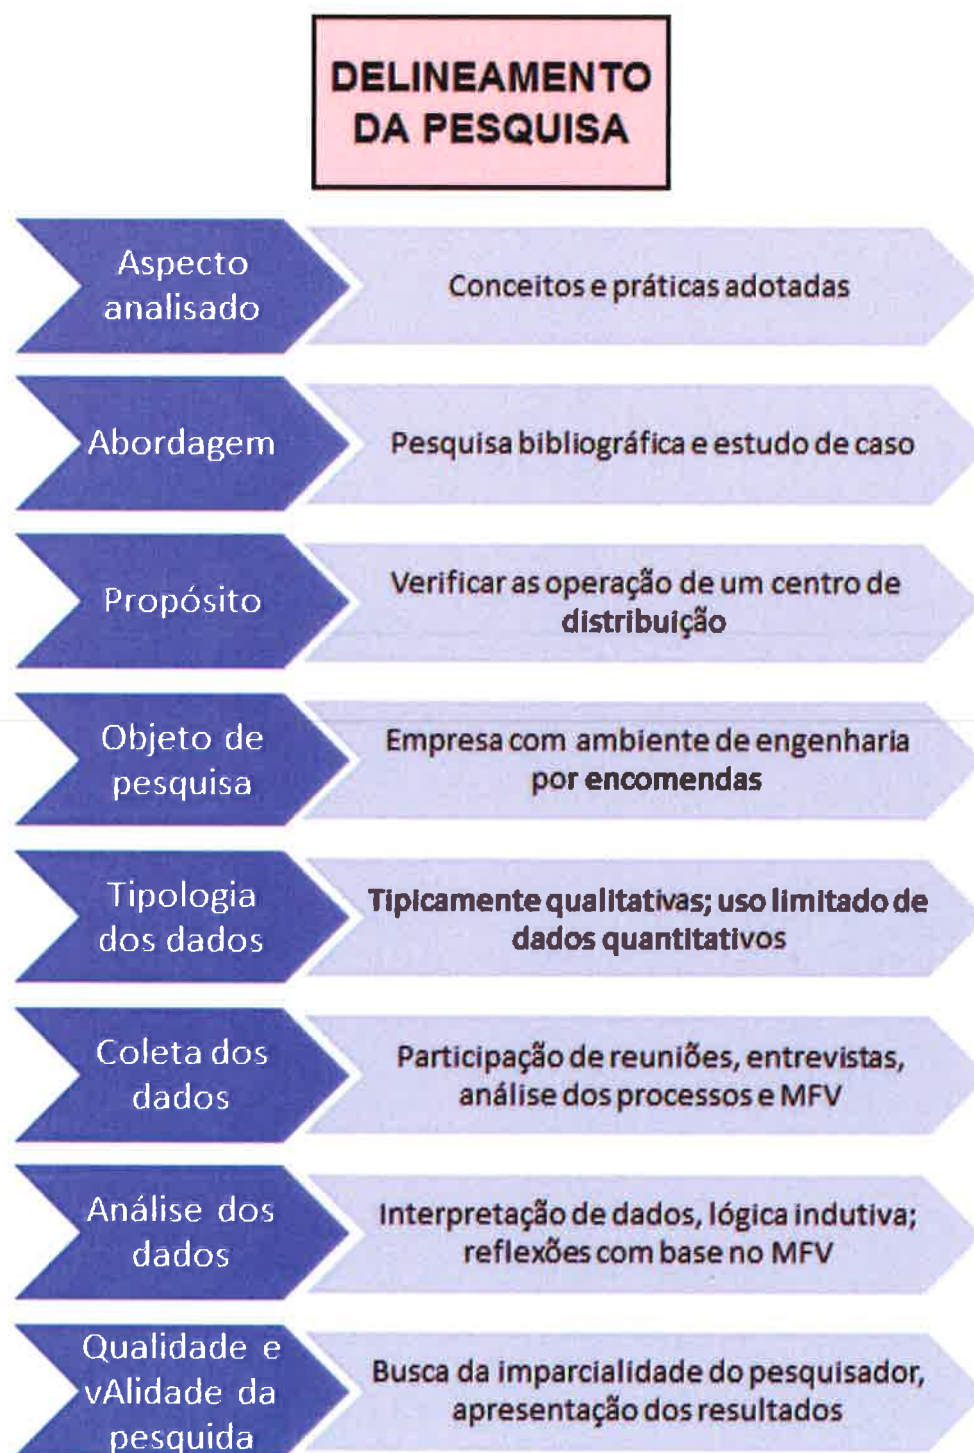 DELINEAMENTO
DA PESQUISA
Aspecto
analisado
Conceitos e práticas adotadas
Abordagem
Pesquisa bibliográfica e estudo de caso
Propósito
Verificar as operação de um centro de
distribuição
Objeto de
pesquisa
Empresa com ambiente de engenharia
por encomendas
Tipologia
dos dados
Tipicamente qualitativas; uso limitado de
dados quantitativos
Coleta dos
dados
Participação de reuniões, entrevistas,
análise dos processos e MFV
Análise dos
dados
Interpretação de dados, lógica indutiva;
reflexões com base no MFV
Qualidade e
vAlidade da
pesquida
Busca da imparcialidade do pesquisador,
apresentação dos resultados